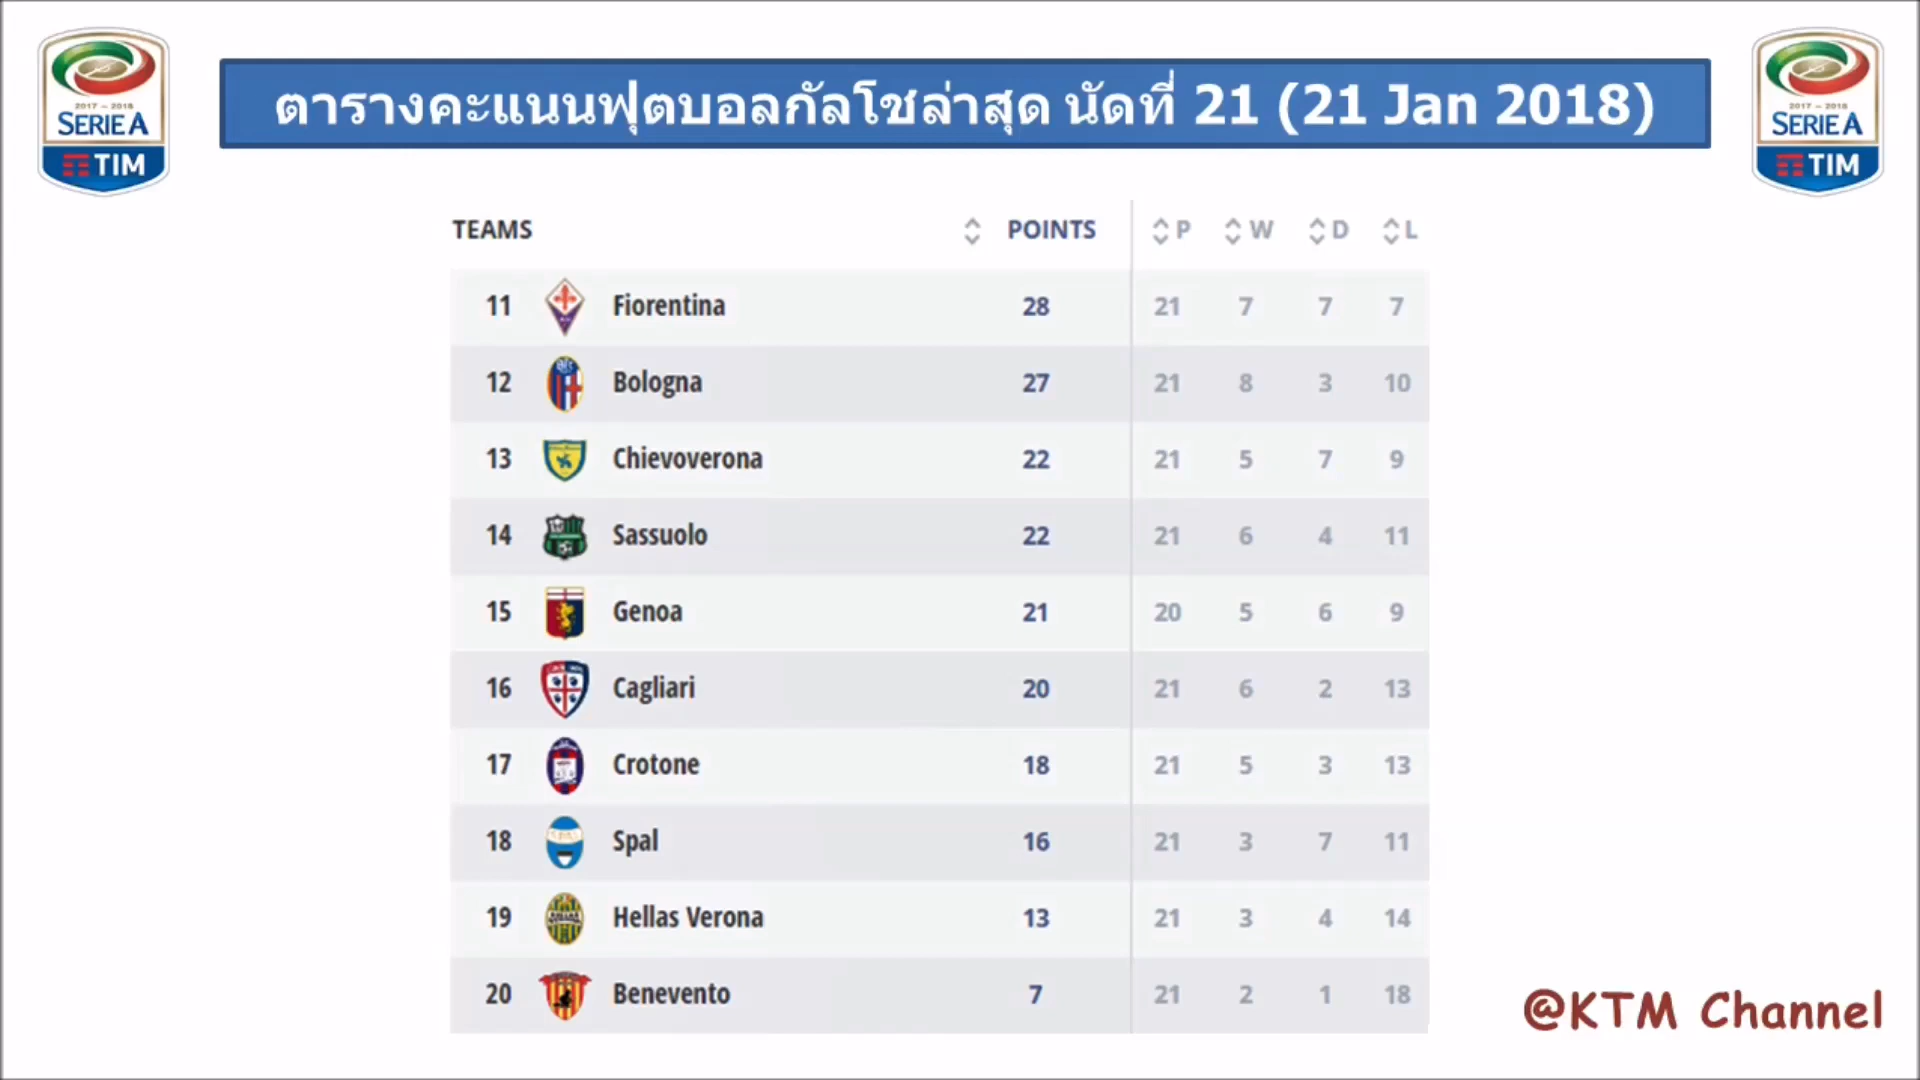 2017 - 2018
SERIE A
TIM
ตารางคะแนนฟุตบอลกัลโชล่าสุด นัดที่ 21 (21 Jan 2018)
2017 - 2018
SERIE A
TIM
TEAMS POINTS P W D L
11 Fiorentina 28 21 7 7 7
12 Bologna 27 21 8 3 10
13 Chievoverona 22 21 5 7 9
14 Sassuolo 22 21 6 4 11
15 Genoa 21 20 5 6 9
16 Cagliari 20 21 6 2 13
17 Crotone 18 21 5 3 13
18 Spal 16 21 3 7 11
19 Hellas Verona 13 21 3 4 14
20 Benevento 7 21 2 1 18
@KTM Channel